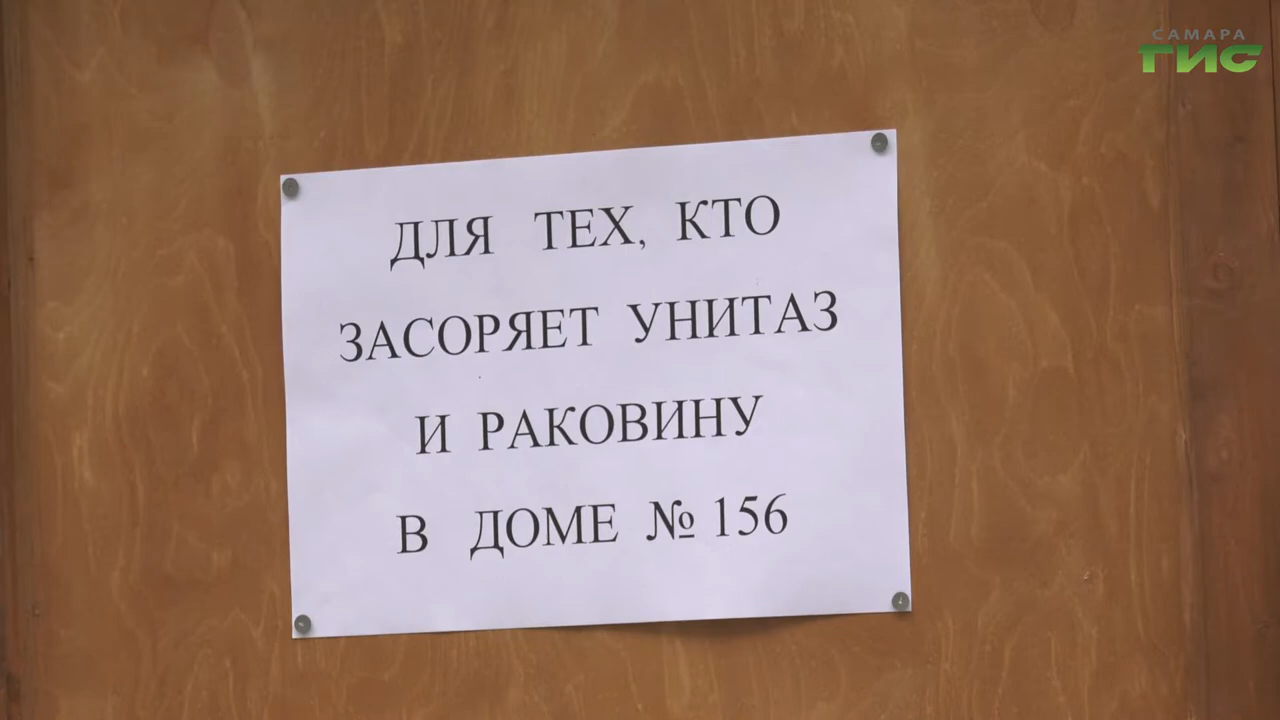 САМАРА
ГИС
ДЛЯ ТЕХ, КТО
ЗАСОРЯЕТ УНИТАЗ
И РАКОВИНУ
В ДОМЕ № 156